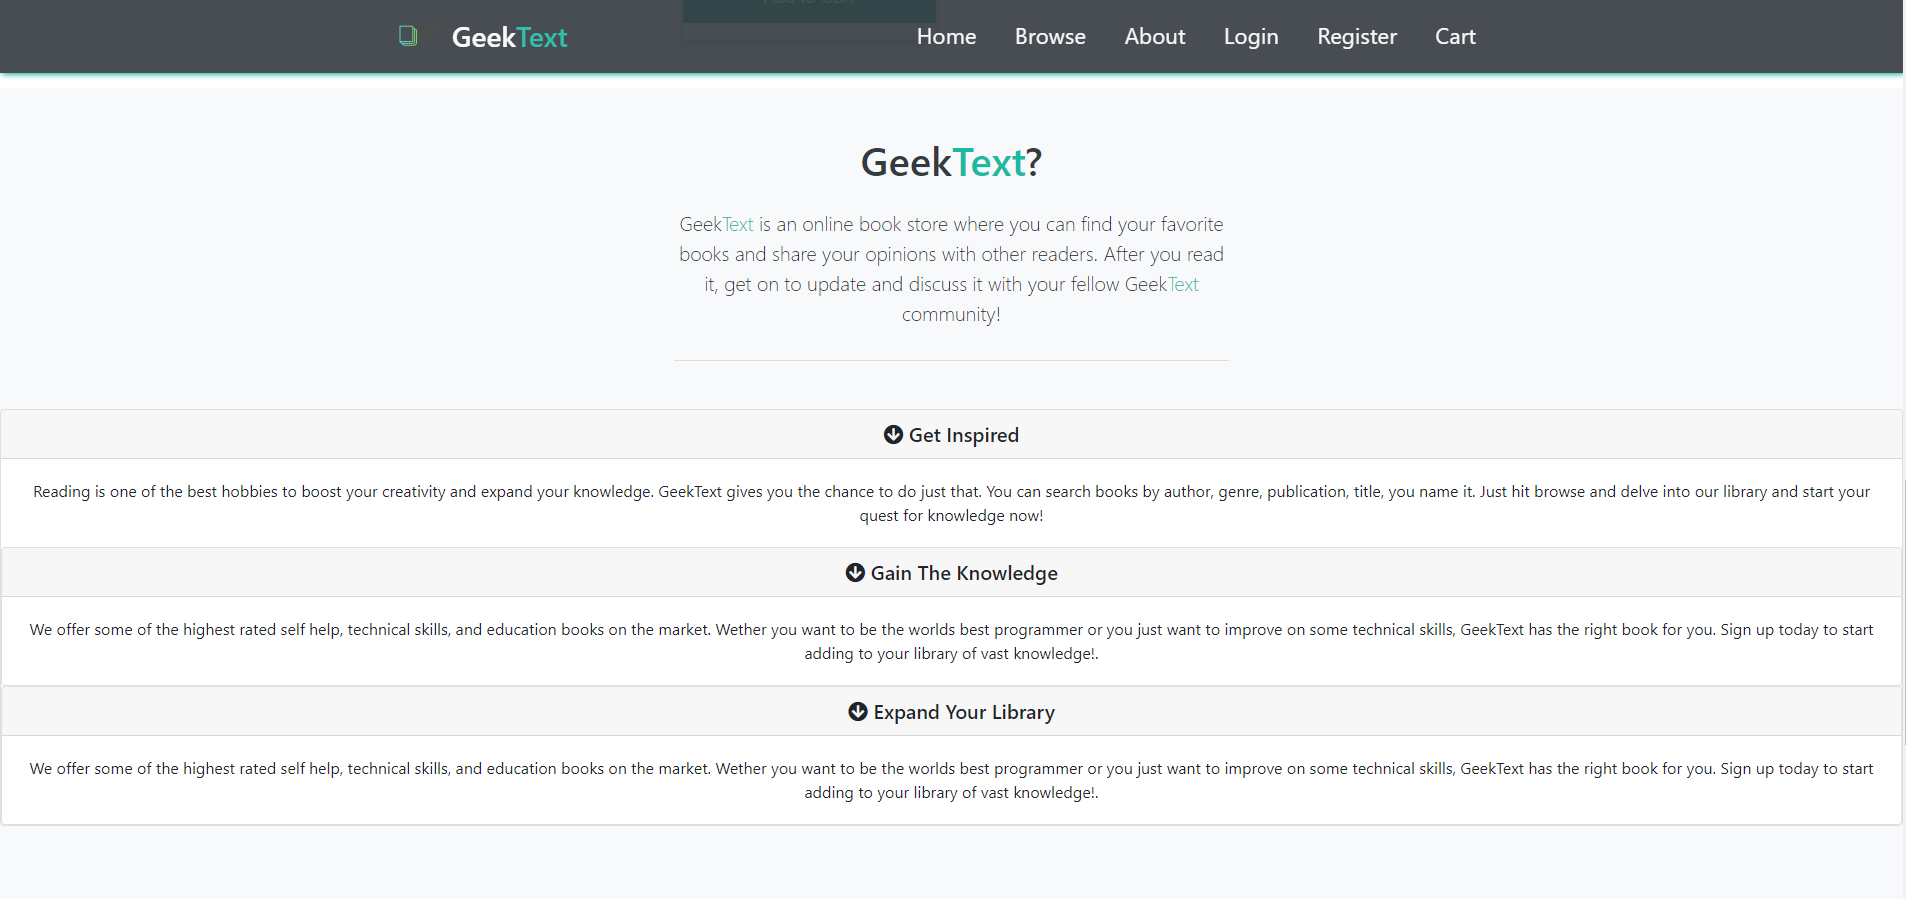 Add to Cart
GeekText
Home Browse About Login Register Cart
GeekText?
GeekText is an online book store where you can find your favorite
books and share your opinions with other readers. After you read
it, get on to update and discuss it with your fellow GeekText
community!
Get Inspired
Reading is one of the best hobbies to boost your creativity and expand your knowledge. GeekText gives you the chance to do just that. You can search books by author, genre, publication, title, you name it. Just hit browse and delve into our library and start your
quest for knowledge now!
Gain The Knowledge
We offer some of the highest rated self help, technical skills, and education books on the market. Wether you want to be the worlds best programmer or you just want to improve on some technical skills, GeekText has the right book for you. Sign up today to start
adding to your library of vast knowledge!.
Expand Your Library
We offer some of the highest rated self help, technical skills, and education books on the market. Wether you want to be the worlds best programmer or you just want to improve on some technical skills, GeekText has the right book for you. Sign up today to start
adding to your library of vast knowledge!.